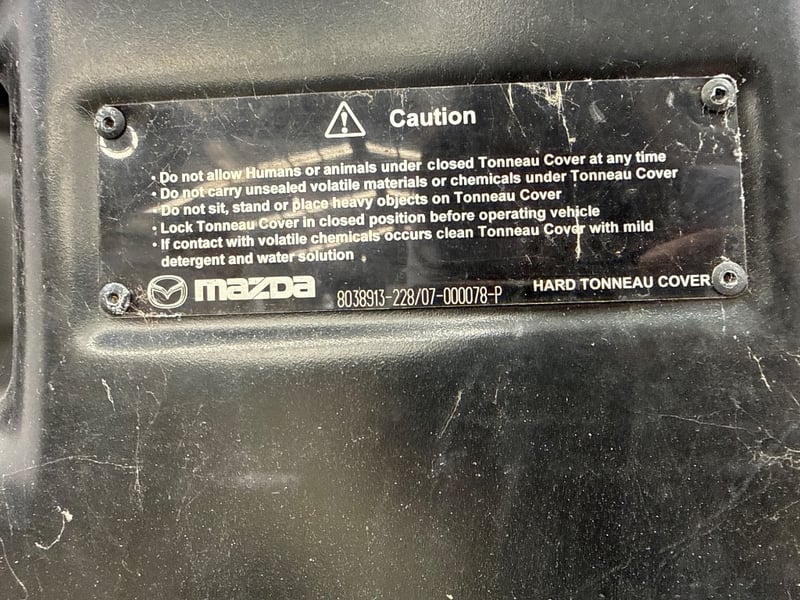 Caution
• Do not allow Humans or animals under closed Tonneau Cover at any time
• Do not carry unsealed volatile materials or chemicals under Tonneau Cover
• Do not sit, stand or place heavy objects on Tonneau Cover
• Lock Tonneau Cover in closed position before operating vehicle
• If contact with volatile chemicals occurs clean Tonneau Cover with mild
detergent and water solution
mazda 8038913-228/07-000078-P HARD TONNEAU COVER